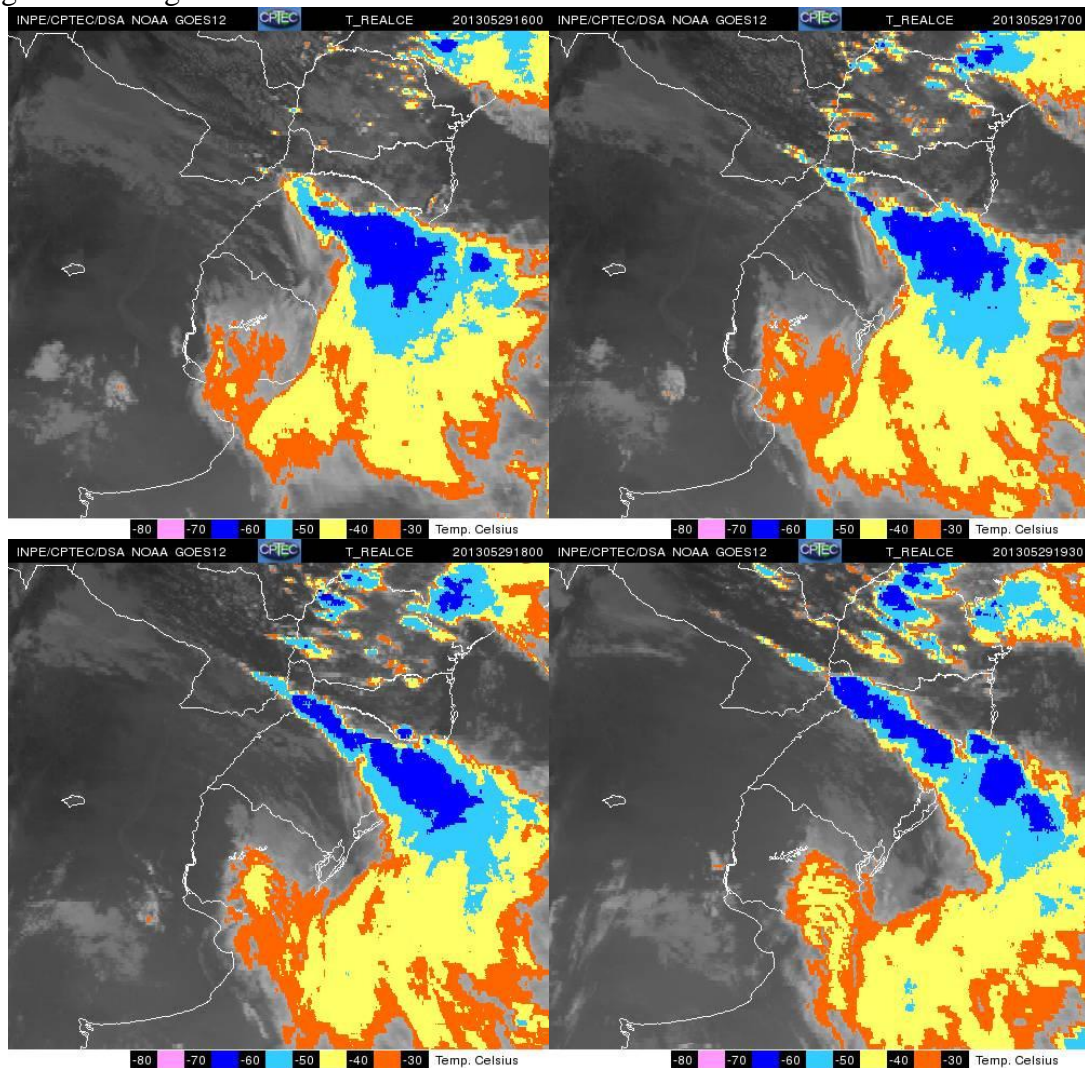 INPE/CPTEC/DSA NOAA GOES12 CPTEC T_REALCE 201305291600
INPE/CPTEC/DSA NOAA GOES12 CPTEC T_REALCE 201305291700
-80 -70 -60 -50 -40 -30 Temp. Celsius
-80 -70 -60 -50 -40 -30 Temp. Celsius
INPE/CPTEC/DSA NOAA GOES12 CPTEC T_REALCE 201305291800
INPE/CPTEC/DSA NOAA GOES12 CPTEC T_REALCE 201305291930
-80 -70 -60 -50 -40 -30 Temp. Celsius
-80 -70 -60 -50 -40 -30 Temp. Celsius